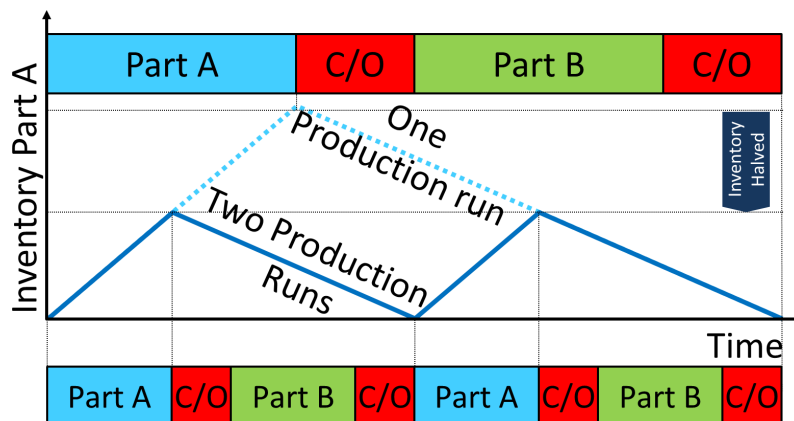 Part A
C/O
Part B
C/O
Inventory Part A
One
Production run
Inventory
Halved
Two Production
Runs
Time
Part A
C/O
Part B
C/O
Part A
C/O
Part B
C/O